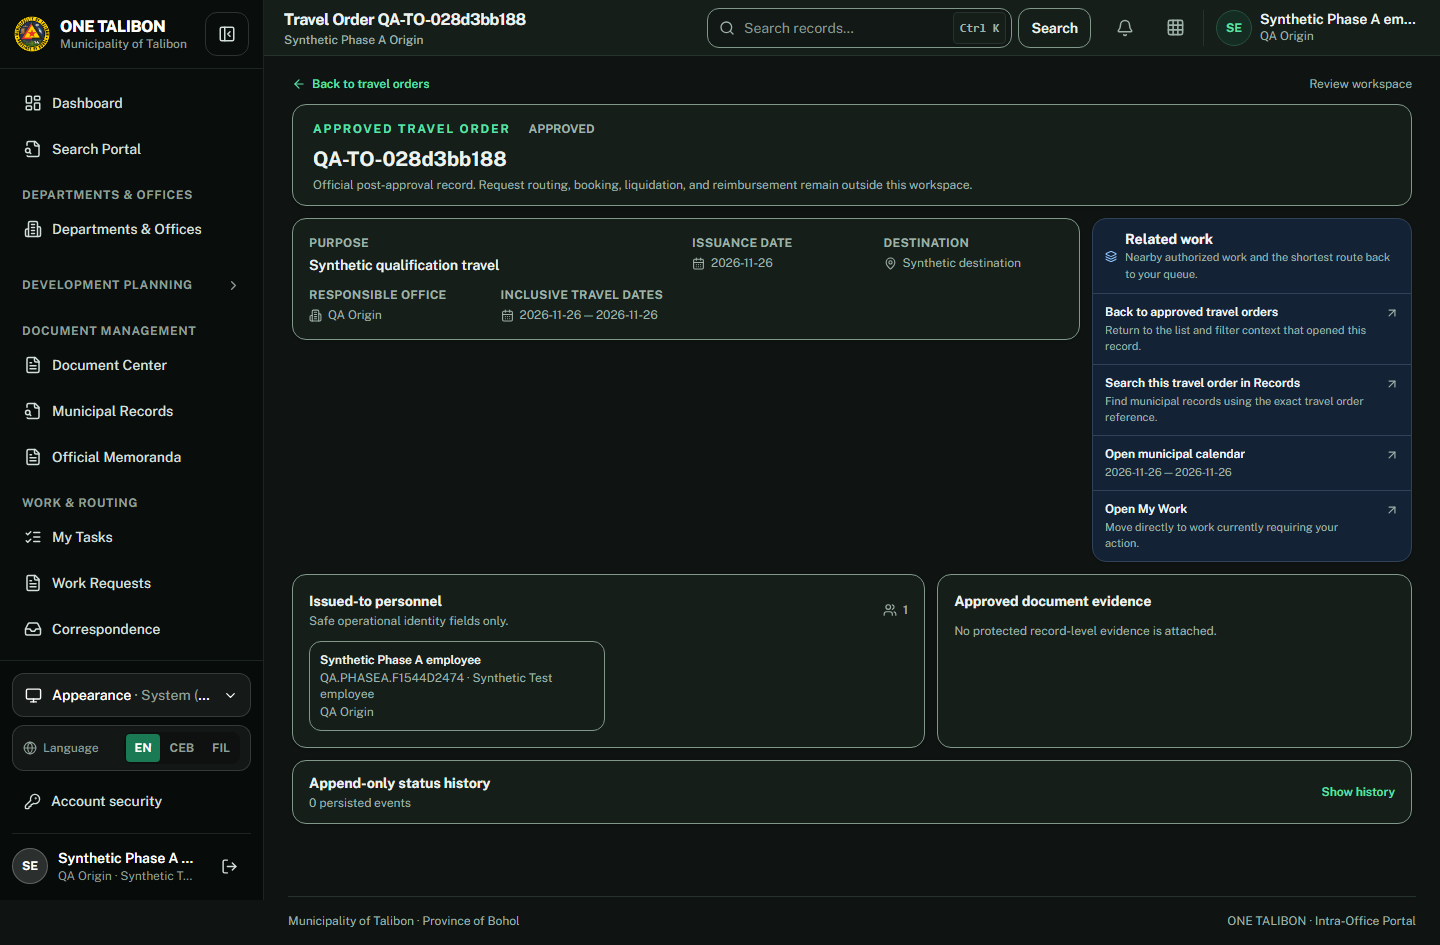 ONE TALIBON
Municipality of Talibon
Dashboard
Search Portal
DEPARTMENTS & OFFICES
Departments & Offices
DEVELOPMENT PLANNING
DOCUMENT MANAGEMENT
Document Center
Municipal Records
Official Memoranda
WORK & ROUTING
My Tasks
Work Requests
Correspondence
Appearance · System (...
Language EN CEB FIL
Account security
SE
Synthetic Phase A ...
QA Origin · Synthetic T...
Travel Order QA-TO-028d3bb188
Synthetic Phase A Origin
Search records... Ctrl K
Search
SE
Synthetic Phase A em...
QA Origin
Back to travel orders
Review workspace
APPROVED TRAVEL ORDER APPROVED
QA-TO-028d3bb188
Official post-approval record. Request routing, booking, liquidation, and reimbursement remain outside this workspace.
PURPOSE
Synthetic qualification travel
ISSUANCE DATE
2026-11-26
DESTINATION
Synthetic destination
RESPONSIBLE OFFICE
QA Origin
INCLUSIVE TRAVEL DATES
2026-11-26 — 2026-11-26
Related work
Nearby authorized work and the shortest route back
to your queue.
Back to approved travel orders
Return to the list and filter context that opened this
record.
Search this travel order in Records
Find municipal records using the exact travel order
reference.
Open municipal calendar
2026-11-26 — 2026-11-26
Open My Work
Move directly to work currently requiring your
action.
Issued-to personnel
Safe operational identity fields only.
1
Synthetic Phase A employee
QA.PHASEA.F1544D2474 · Synthetic Test
employee
QA Origin
Approved document evidence
No protected record-level evidence is attached.
Append-only status history
0 persisted events
Show history
Municipality of Talibon · Province of Bohol
ONE TALIBON · Intra-Office Portal